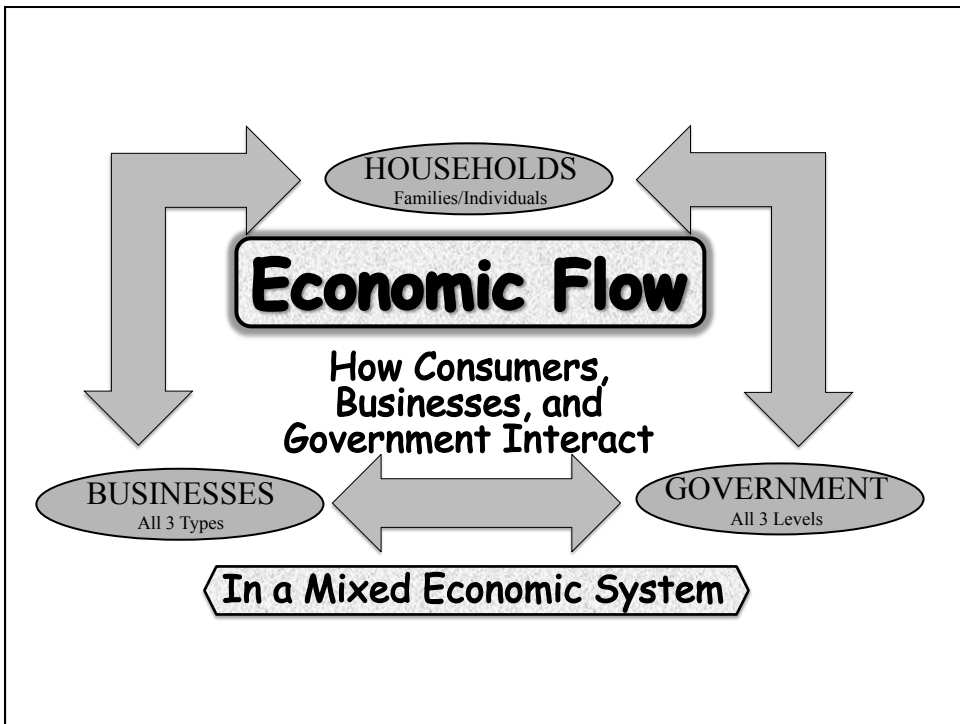 HOUSEHOLDS
Families/Individuals
Economic Flow
How Consumers,
Businesses, and
Government Interact
BUSINESSES
All 3 Types
GOVERNMENT
All 3 Levels
In a Mixed Economic System